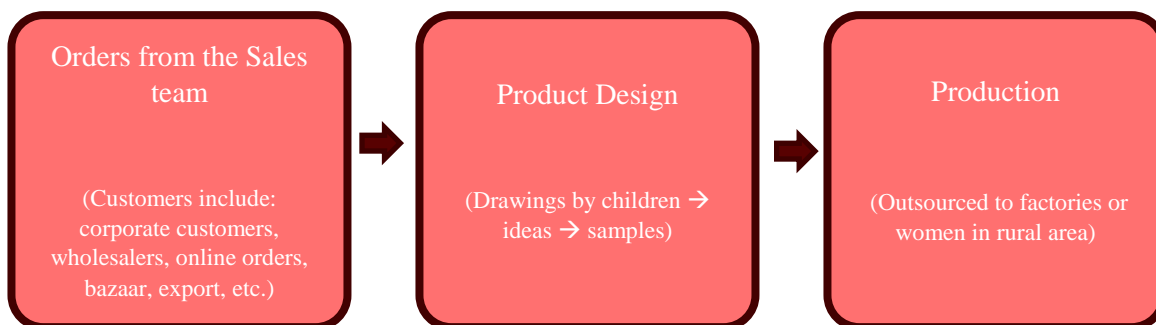 Orders from the Sales
team
(Customers include:
corporate customers,
wholesalers, online orders,
bazaar, export, etc.)
Product Design
(Drawings by children →
ideas → samples)
Production
(Outsourced to factories or
women in rural area)